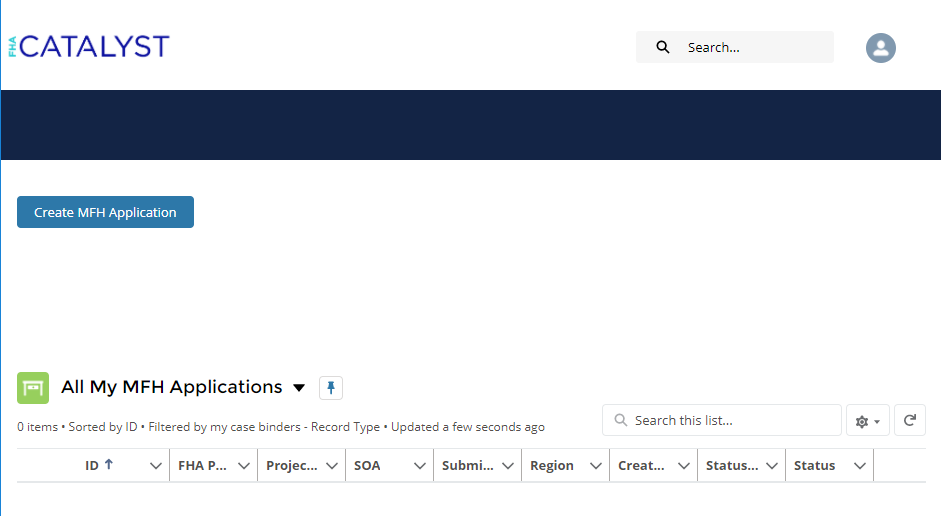 FHA CATALYST
Search...
Create MFH Application
All My MFH Applications
0 items • Sorted by ID • Filtered by my case binders - Record Type • Updated a few seconds ago
Search this list...
ID FHA P... Projec... SOA Submi... Region Creat... Status... Status